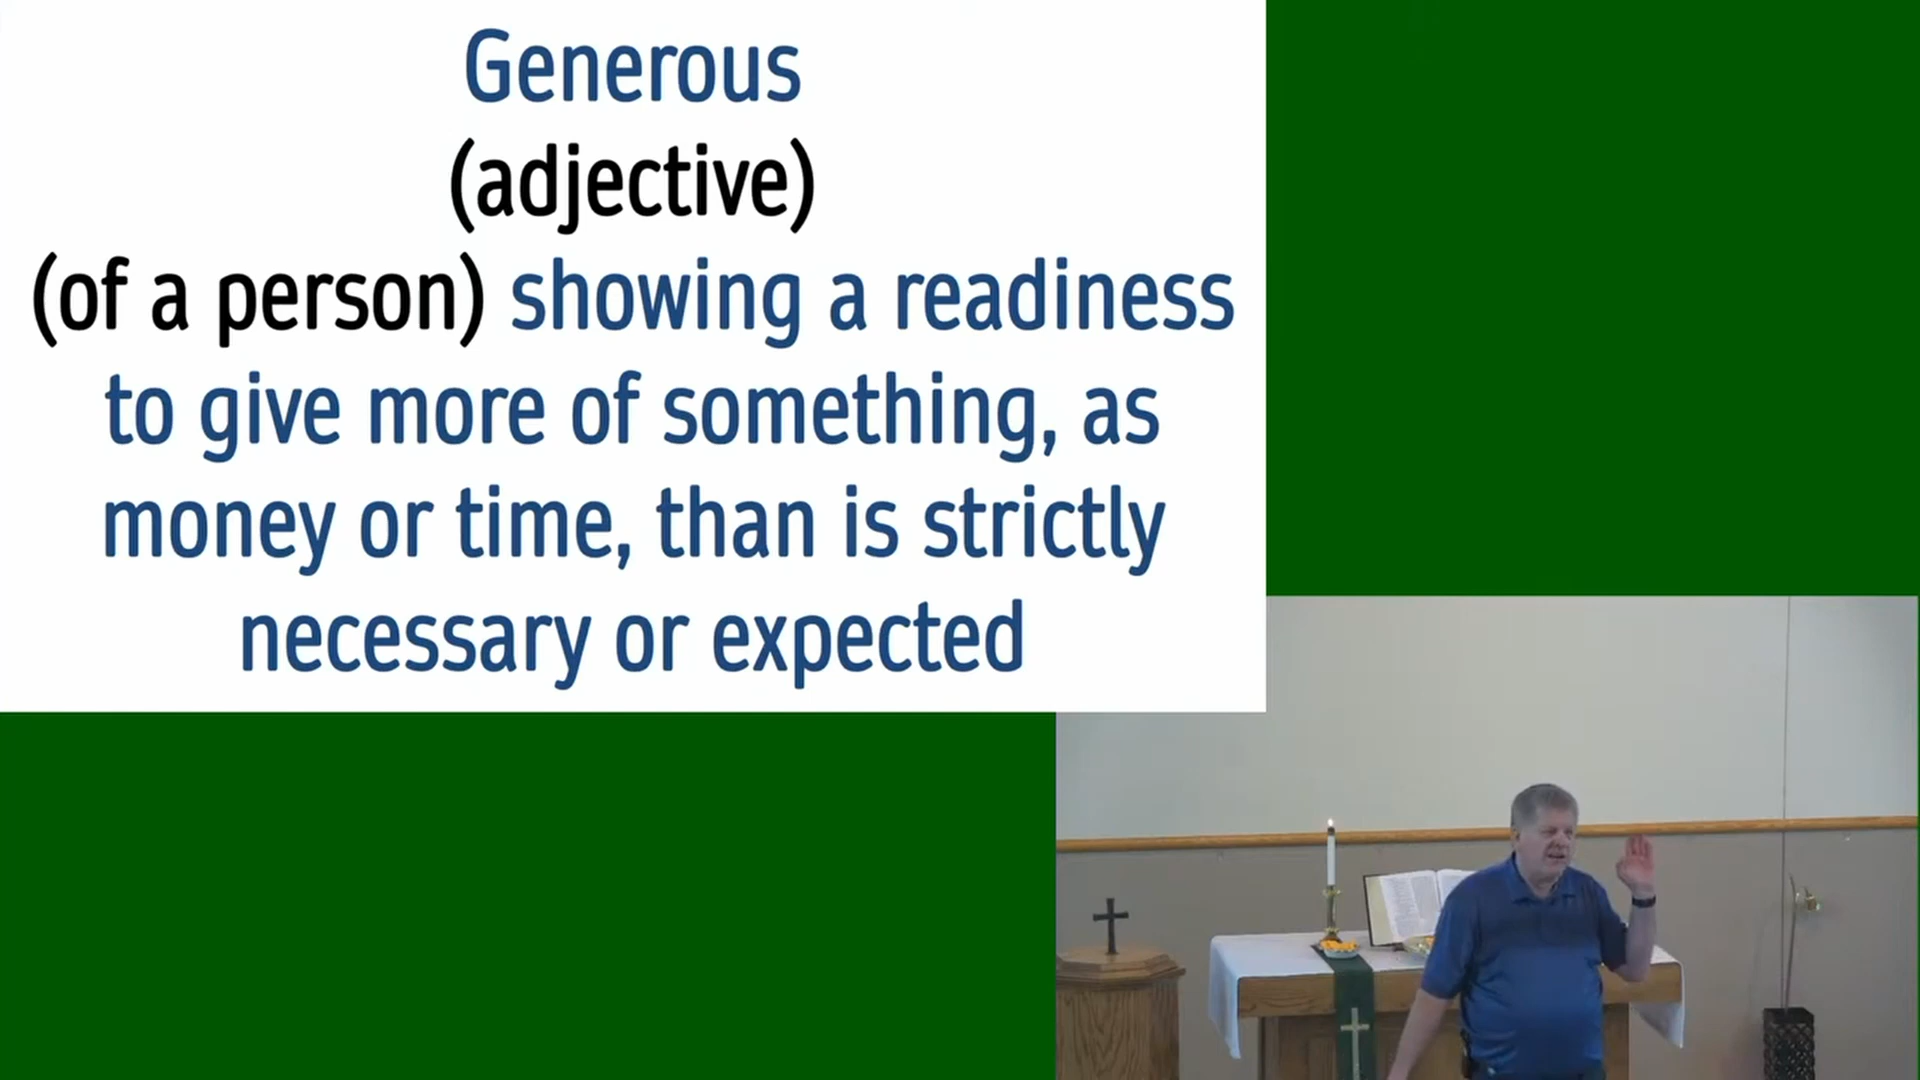 Generous
(adjective)
(of a person) showing a readiness
to give more of something, as
money or time, than is strictly
necessary or expected